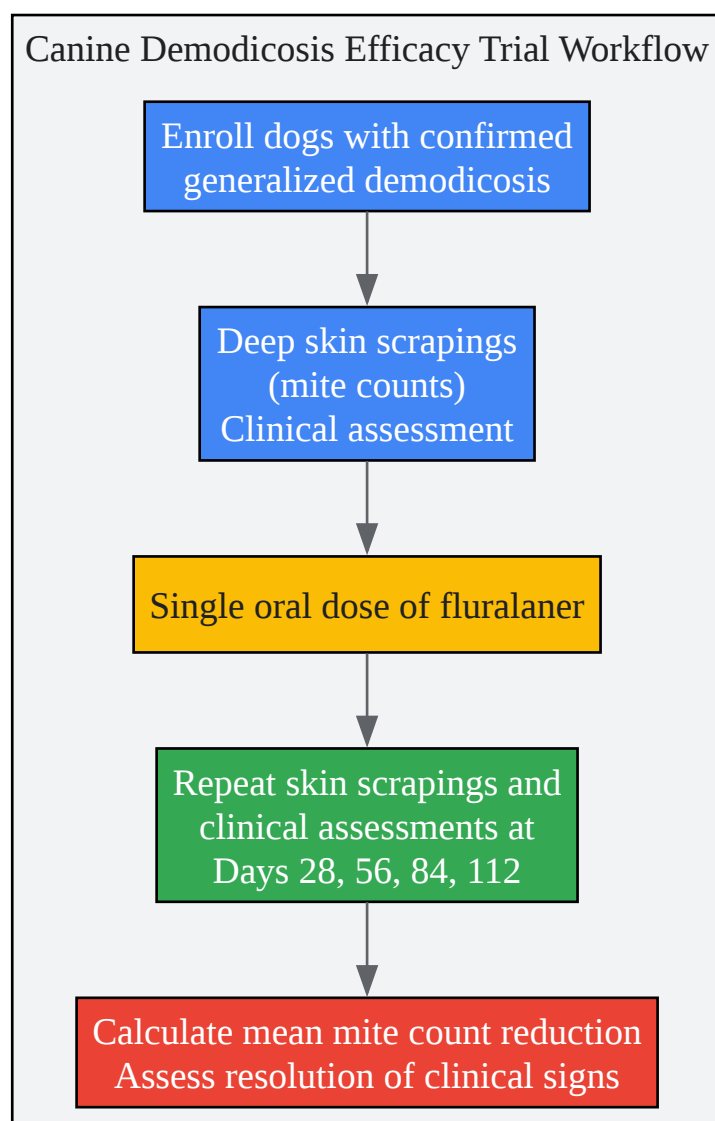 Canine Demodicosis Efficacy Trial Workflow
Enroll dogs with confirmed
generalized demodicosis
Deep skin scrapings
(mite counts)
Clinical assessment
Single oral dose of fluralaner
Repeat skin scrapings and
clinical assessments at
Days 28, 56, 84, 112
Calculate mean mite count reduction
Assess resolution of clinical signs